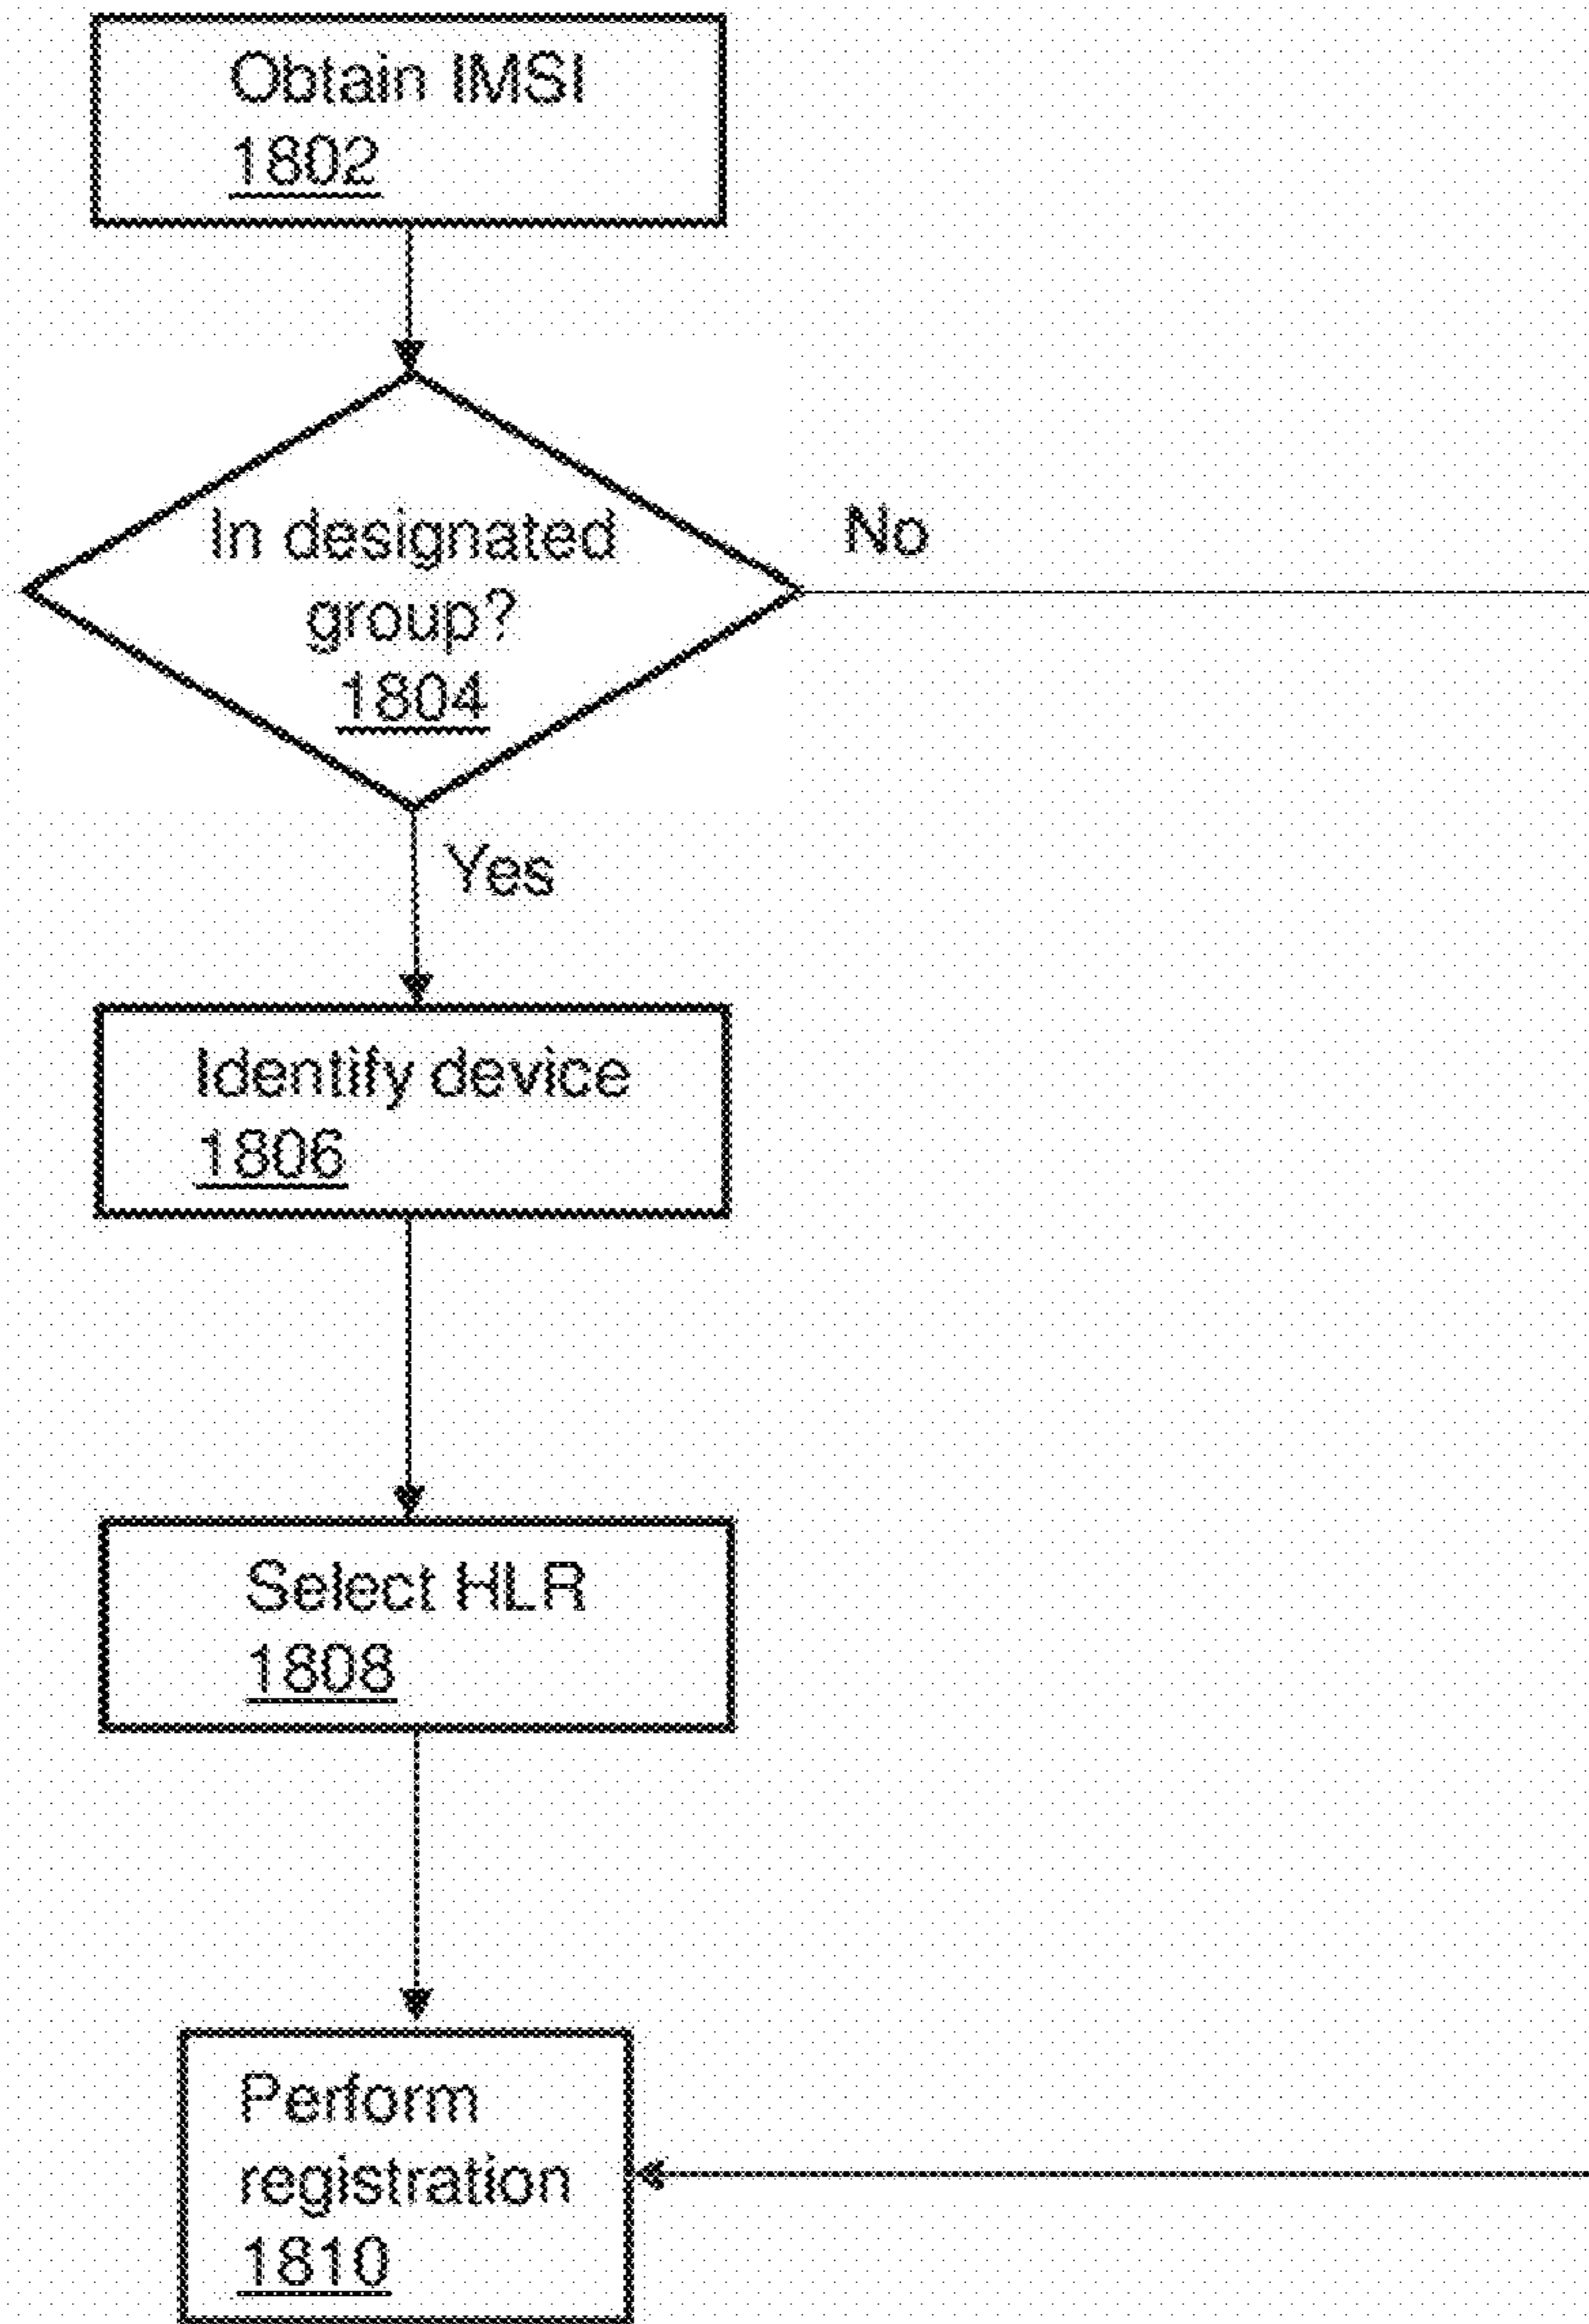 Obtain IMSI
1802
In designated
group?
1804
No
Yes
Identify device
1806
Select HLR
1808
Perform
registration
1810